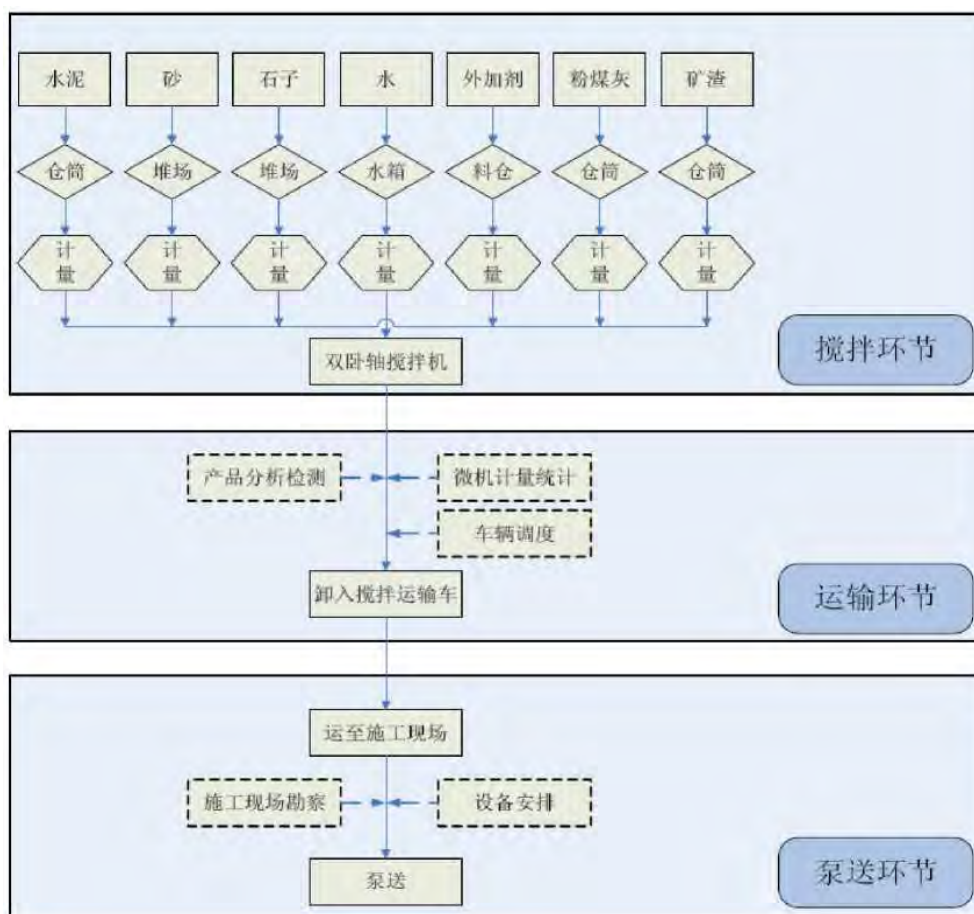 水泥 砂 石子 水 外加剂 粉煤灰 矿渣
仓筒 堆场 堆场 水箱 料仓 仓筒 仓筒
计 计 计 计 计 计 计
量 量 量 量 量 量 量
双卧轴搅拌机
搅拌环节
产品分析检测 微机计量统计
车辆调度
卸入搅拌运输车
运输环节
运至施工现场
施工现场勘察 设备安排
泵送
泵送环节